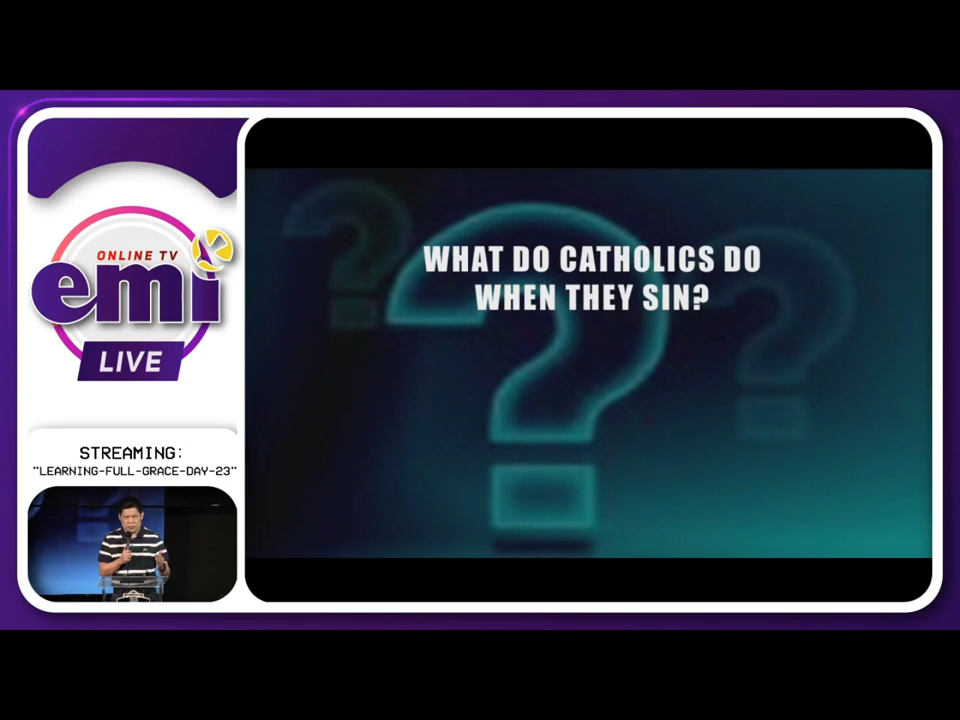 ONLINE TV
emi
LIVE
STREAMING:
"LEARNING-FULL-GRACE-DAY-23"
WHAT DO CATHOLICS DO
WHEN THEY SIN?